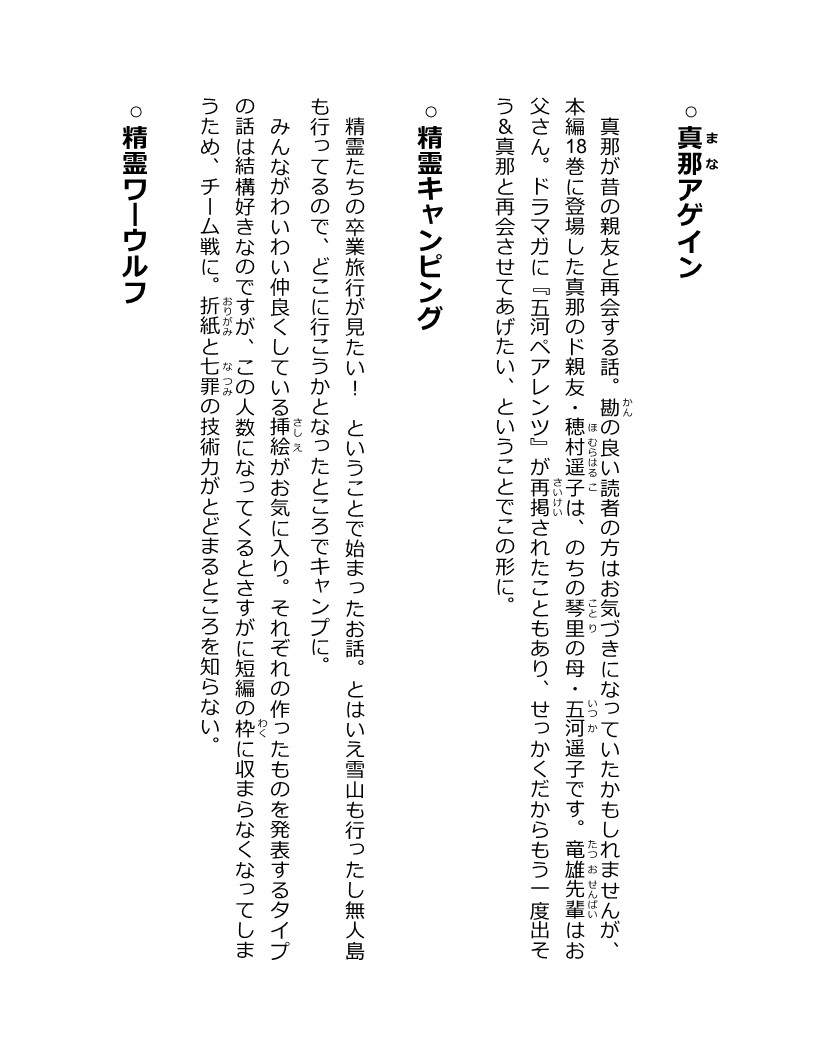 ○真那アゲイン
真那が昔の親友と再会する話。勘の良い読者の方はお気づきになっていたかもしれませんが、
本編18巻に登場した真那のド親友・穂村遥子は、のちの琴里の母・五河遥子です。竜雄先輩はお
父さん。ドラマガに『五河ペアレンツ』が再掲されたこともあり、せっかくだからもう一度出そ
う＆真那と再会させてあげたい、ということでこの形に。
○精霊キャンピング
精霊たちの卒業旅行が見たい！　ということで始まったお話。とはいえ雪山も行ったし無人島
も行ってるので、どこに行こうかとなったところでキャンプに。
みんながわいわい仲良くしている挿絵がお気に入り。それぞれの作ったものを発表するタイプ
の話は結構好きなのですが、この人数になってくるとさすがに短編の枠に収まらなくなってしま
うため、チーム戦に。折紙と七罪の技術力がとどまるところを知らない。
○精霊ワーウルフ